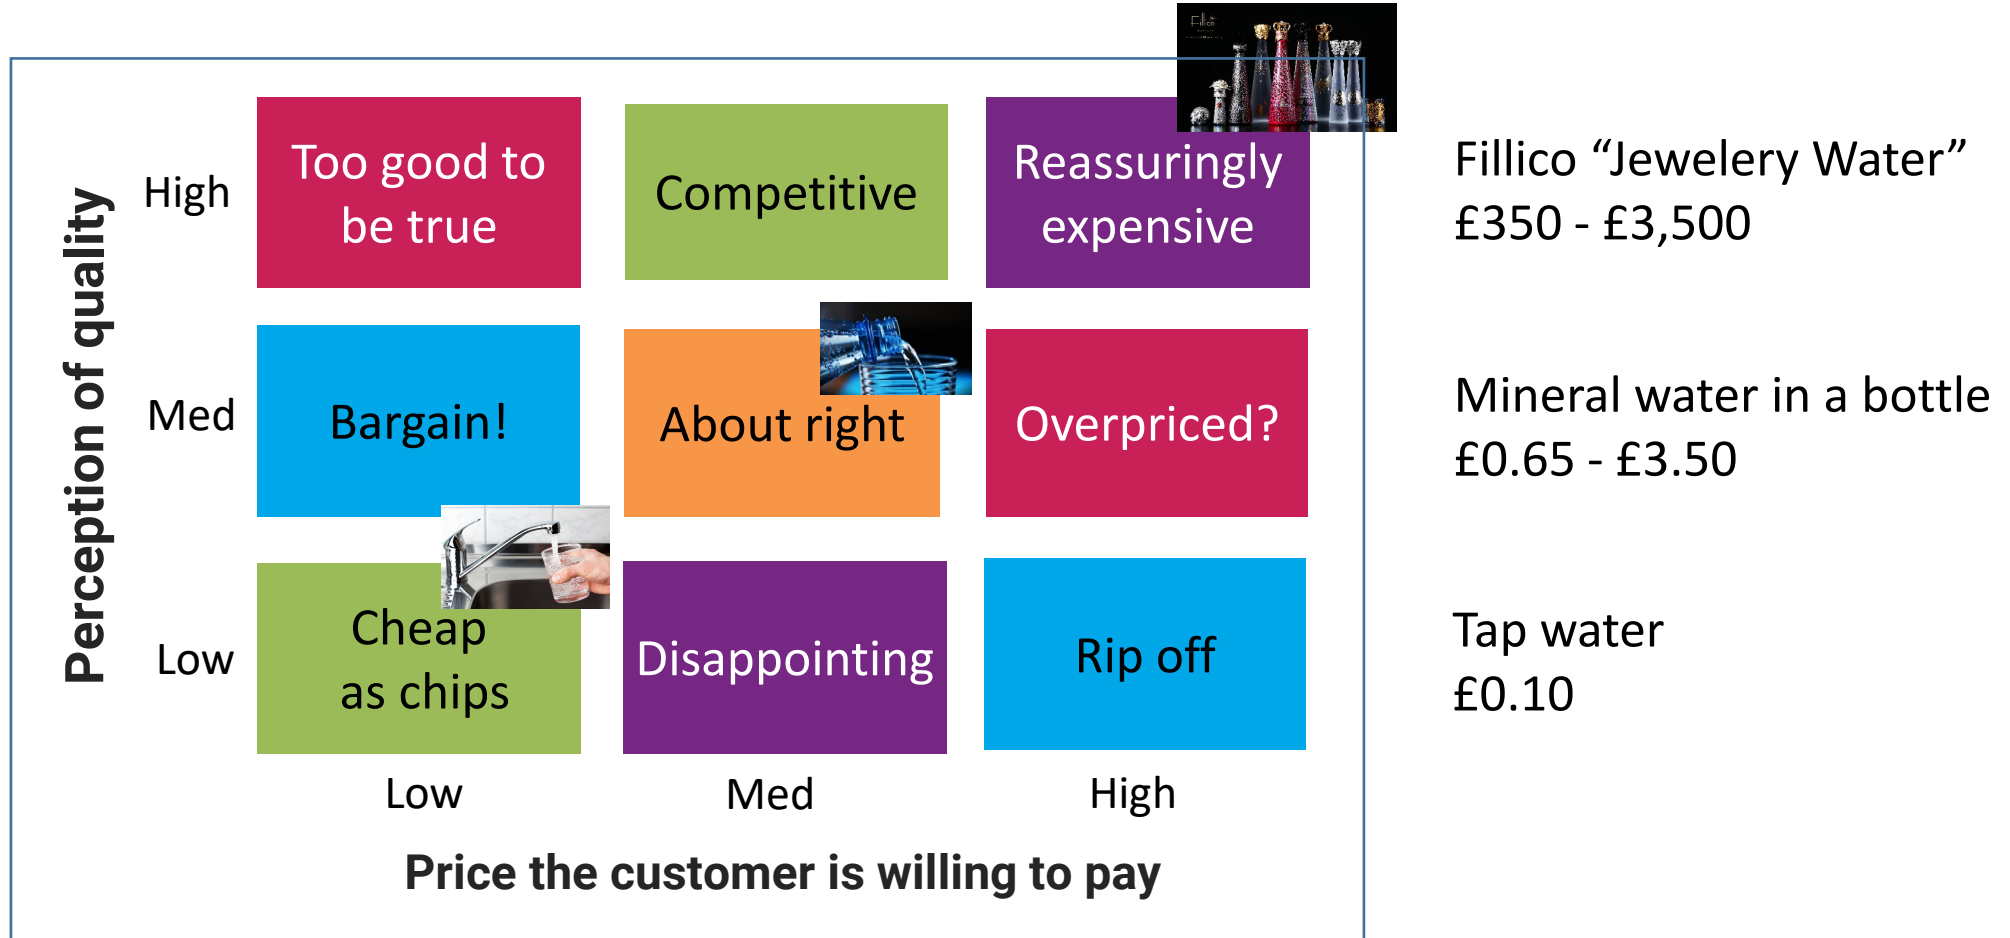 Fillico
Perception of quality
High
Too good to
be true
Competitive
Reassuringly
expensive
Fillico “Jewelery Water”
£350 - £3,500
Med
Bargain!
About right
Overpriced?
Mineral water in a bottle
£0.65 - £3.50
Low
Cheap
as chips
Disappointing
Rip off
Tap water
£0.10
Low
Med
High
Price the customer is willing to pay